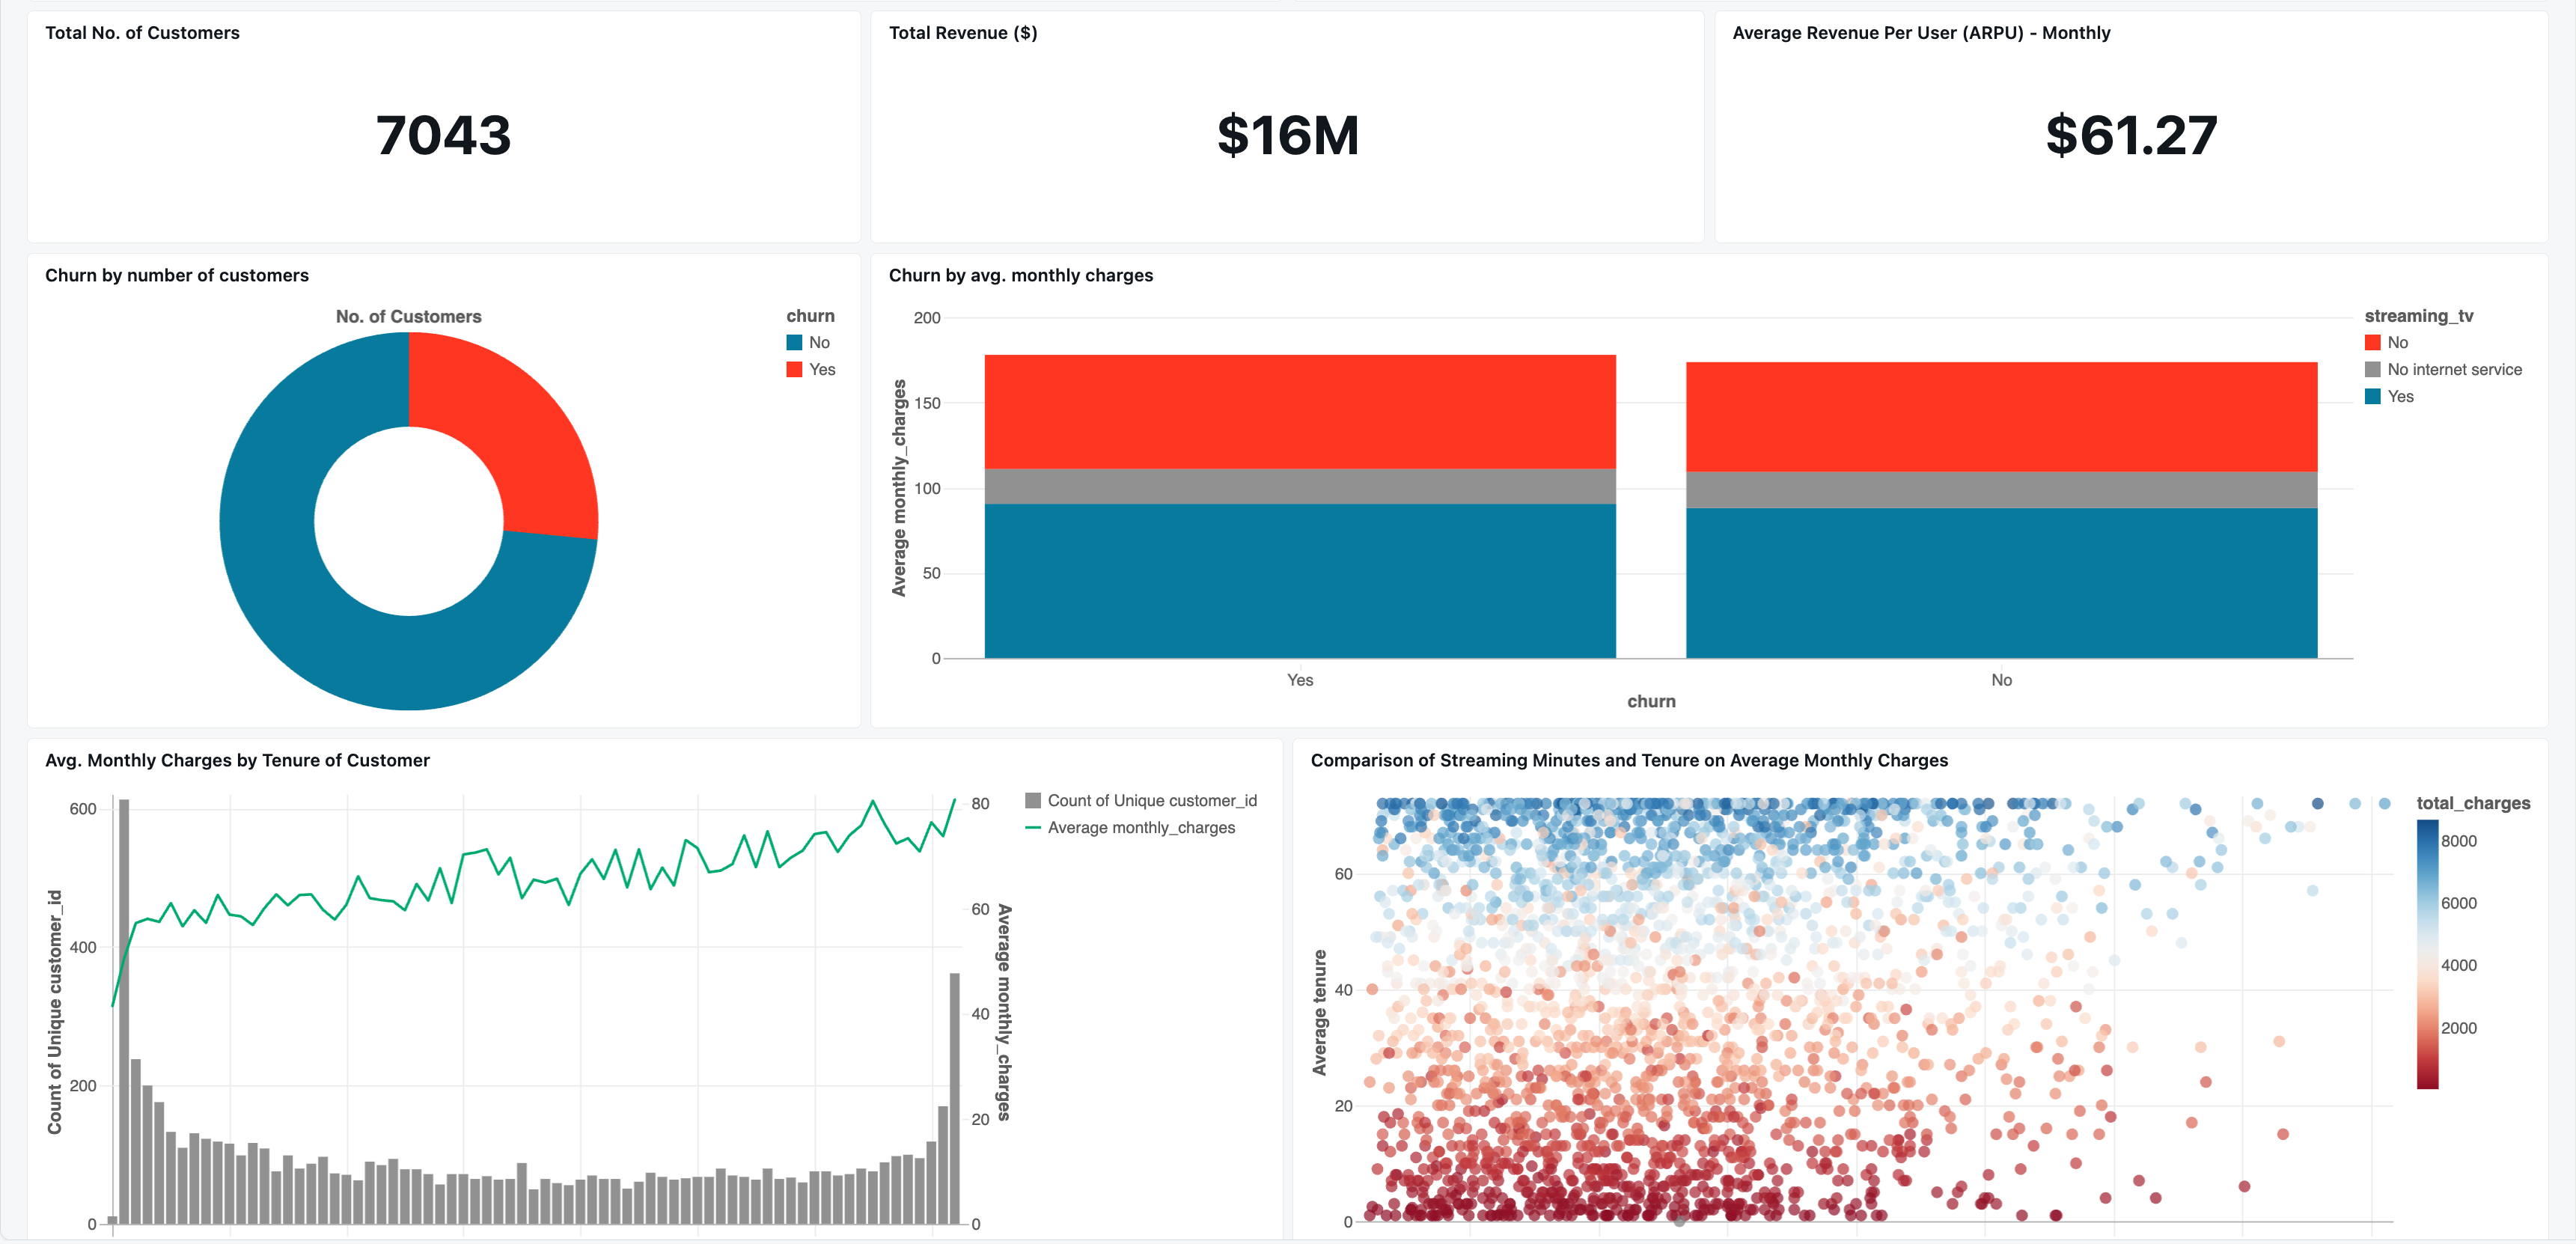 Total No. of Customers
7043
Total Revenue ($)
$16M
Average Revenue Per User (ARPU) - Monthly
$61.27
Churn by number of customers
No. of Customers
churn
No
Yes
Churn by avg. monthly charges
Average monthly_charges
200
150
100
50
0
Yes
No
churn
streaming_tv
No
No internet service
Yes
Avg. Monthly Charges by Tenure of Customer
Count of Unique customer_id
600
400
200
0
80
60
40
20
0
Average monthly_charges
Count of Unique customer_id
Average monthly_charges
Comparison of Streaming Minutes and Tenure on Average Monthly Charges
Average tenure
60
40
20
0
total_charges
8000
6000
4000
2000